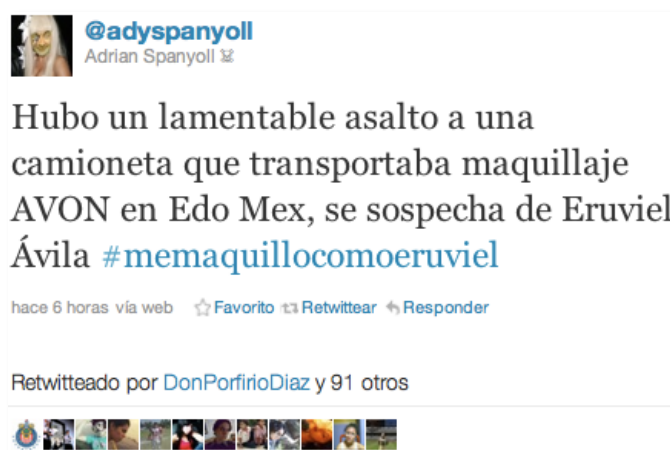 @adyspanyoll
Adrian Spanyoll
Hubo un lamentable asalto a una
camioneta que transportaba maquillaje
AVON en Edo Mex, se sospecha de Eruviel
Ávila #memaquillocomoeruviel
hace 6 horas vía web Favorito Retwittear Responder
Retwitteado por DonPorfirioDiaz y 91 otros